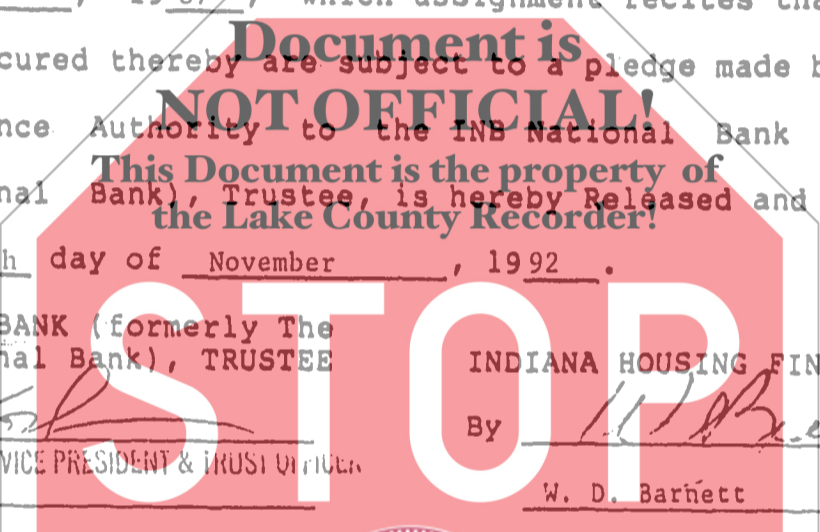 , which assignment recites tha
Document is
cured thereby are subject to a pledge made b
NOT OFFICIAL!
nce Authority to the INB National Bank
This Document is the property of
nal Bank), Trustee, is hereby Released and
the Lake County Recorder!
h day of November, 1992.
STOP
BANK (formerly The
nal Bank), TRUSTEE
INDIANA HOUSING FIN
By
VICE PRESIDENT & TRUST OFFICER
W. D. Barnett